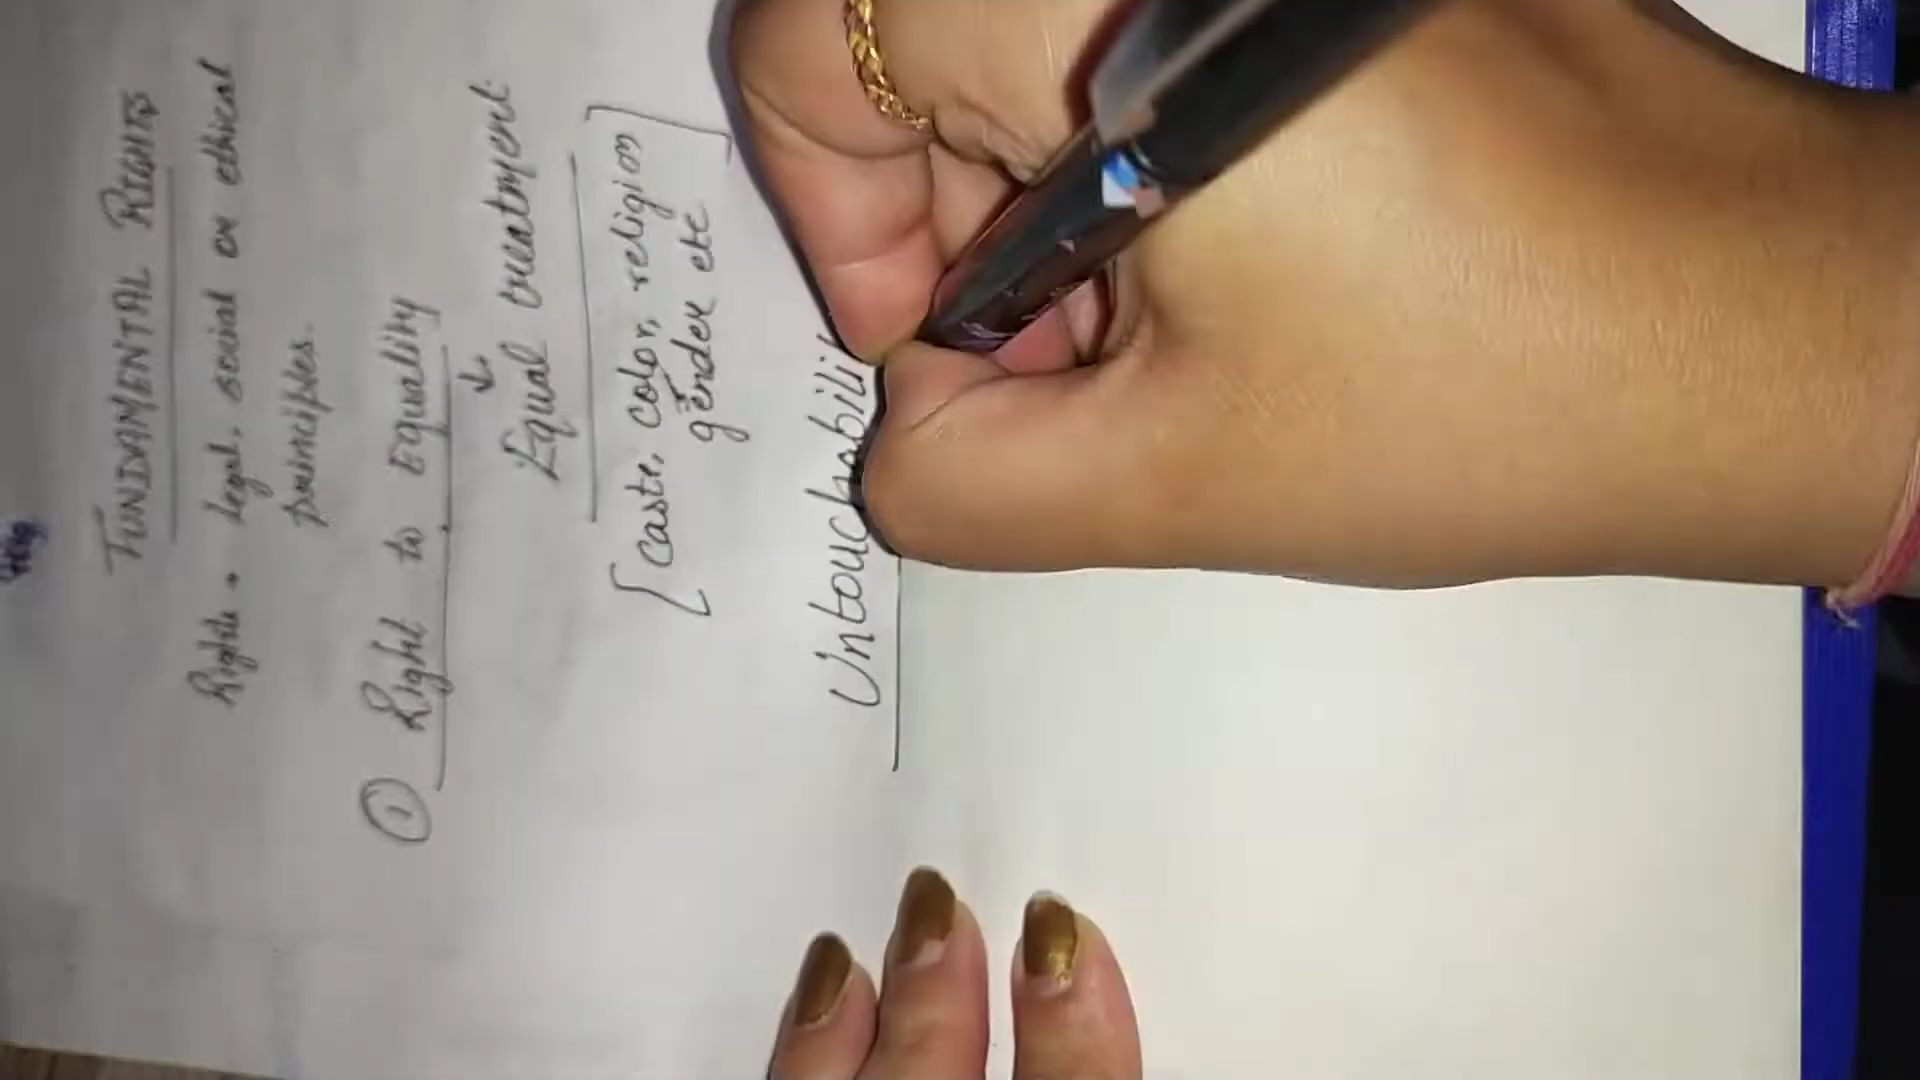 FUNDAMENTAL RIGHTS
Rights - Legal, social or ethical
principles.
① Right to Equality
↓
Equal treatment
[caste, color, religion
gender etc]
Untouchabili